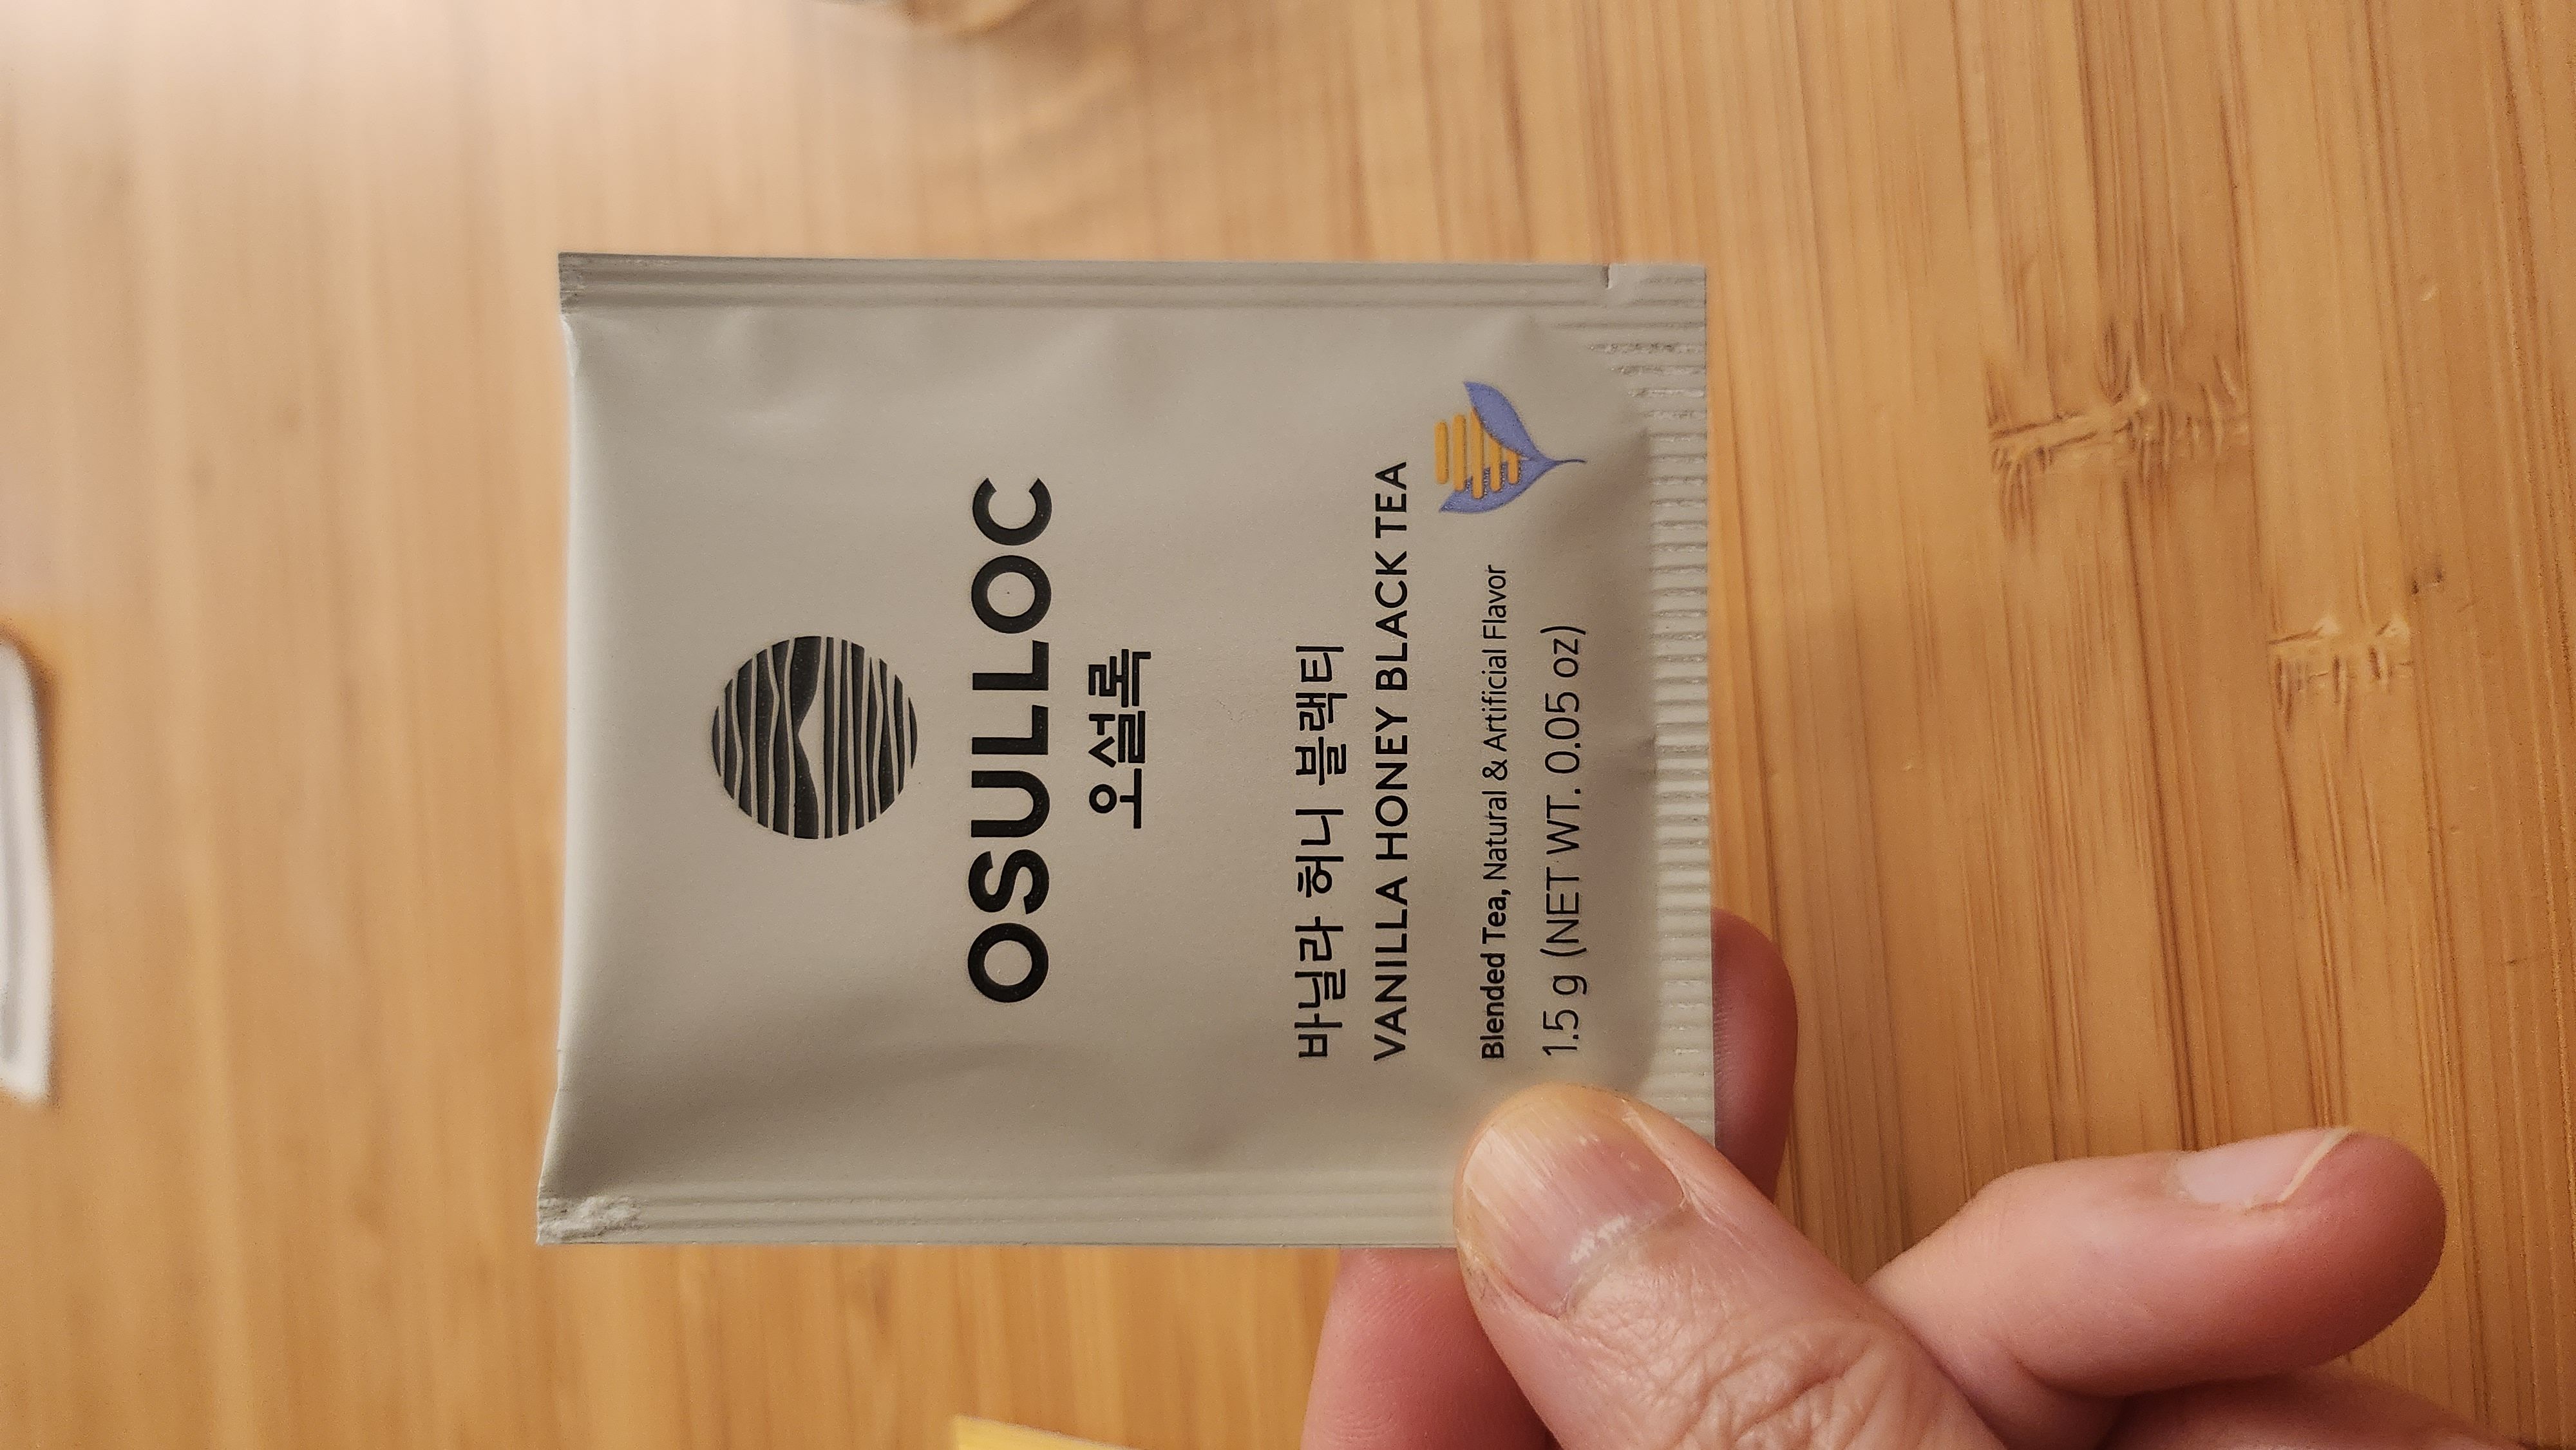 OSULLOC
오설록
바닐라 허니 블랙티
VANILLA HONEY BLACK TEA
Blended Tea, Natural & Artificial Flavor
1.5 g (NET WT. 0.05 oz)